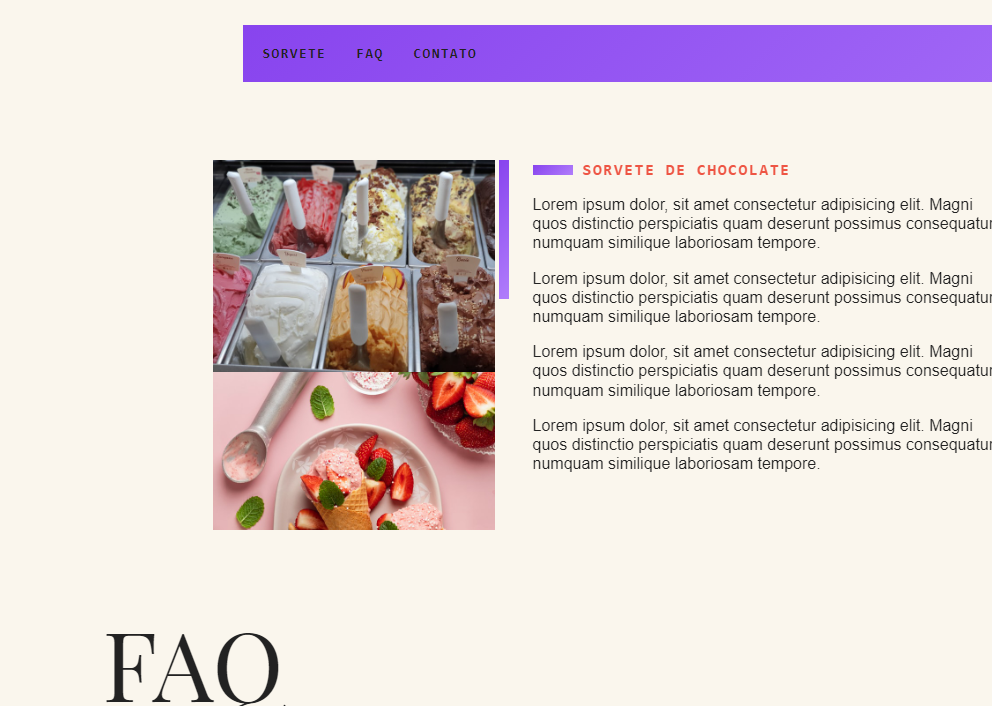 SORVETE FAQ CONTATO
SORVETE DE CHOCOLATE
Lorem ipsum dolor, sit amet consectetur adipisicing elit. Magni
quos distinctio perspiciatis quam deserunt possimus consequatur
numquam similique laboriosam tempore.
Lorem ipsum dolor, sit amet consectetur adipisicing elit. Magni
quos distinctio perspiciatis quam deserunt possimus consequatur
numquam similique laboriosam tempore.
Lorem ipsum dolor, sit amet consectetur adipisicing elit. Magni
quos distinctio perspiciatis quam deserunt possimus consequatur
numquam similique laboriosam tempore.
Lorem ipsum dolor, sit amet consectetur adipisicing elit. Magni
quos distinctio perspiciatis quam deserunt possimus consequatur
numquam similique laboriosam tempore.
FAQ